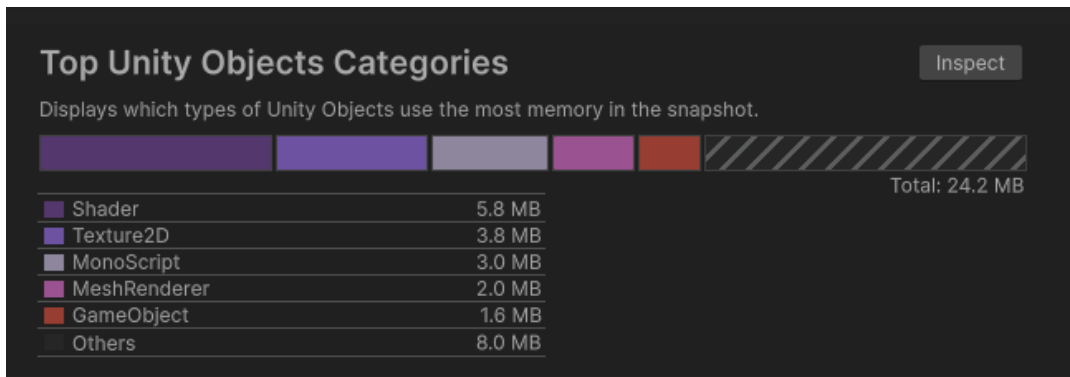 Top Unity Objects Categories
Inspect
Displays which types of Unity Objects use the most memory in the snapshot.
Total: 24.2 MB
Shader 5.8 MB
Texture2D 3.8 MB
MonoScript 3.0 MB
MeshRenderer 2.0 MB
GameObject 1.6 MB
Others 8.0 MB